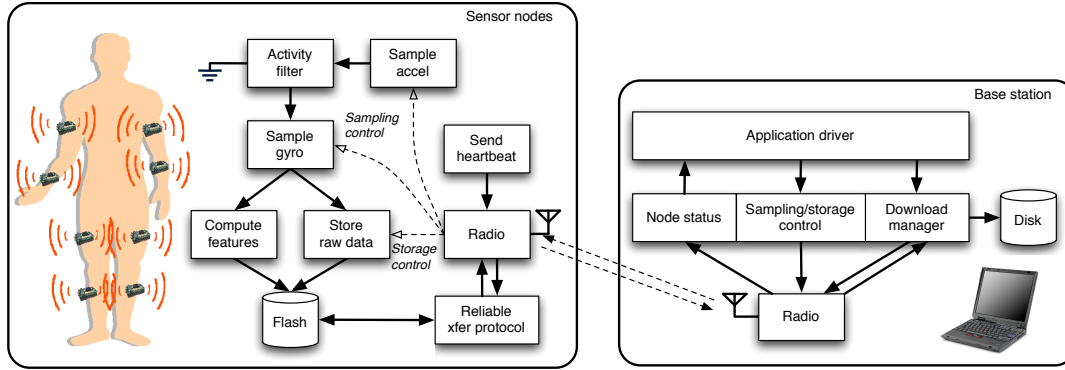 Sensor nodes
Activity
filter
Sample
accel
Sampling
control
Sample
gyro
Send
heartbeat
Compute
features
Store
raw data
Storage
control
Radio
Flash
Reliable
xfer protocol
Base station
Application driver
Node status
Sampling/storage
control
Download
manager
Disk
Radio